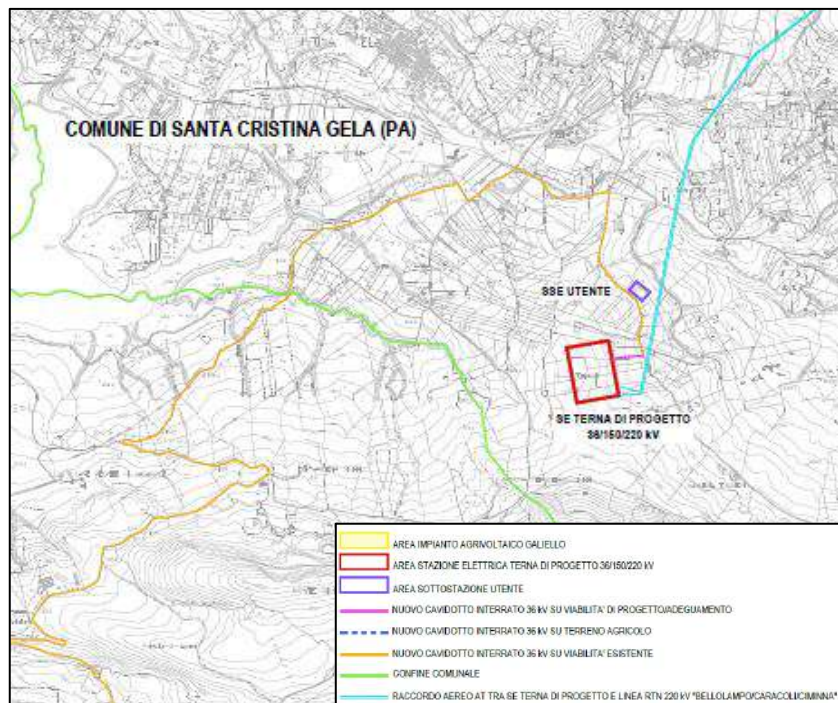 COMUNE DI SANTA CRISTINA GELA (PA)
SSE UTENTE
SE TERNA DI PROGETTO
36/150/220 kV
AREA IMPIANTO AGRIVOLTAICO GALIELLO
AREA STAZIONE ELETTRICA TERNA DI PROGETTO 36/150/220 kV
AREA SOTTOSTAZIONE UTENTE
NUOVO CAVIDOTTO INTERRATO 36 kV SU VIABILITA' DI PROGETTO/ADEGUAMENTO
NUOVO CAVIDOTTO INTERRATO 36 kV SU TERRENO AGRICOLO
NUOVO CAVIDOTTO INTERRATO 36 kV SU VIABILITA' ESISTENTE
CONFINE COMUNALE
RACCORDO AEREO AT TRA SE TERNA DI PROGETTO E LINEA RTN 220 kV "BELLOLAMPO/CARACOLI/CIMINNA"